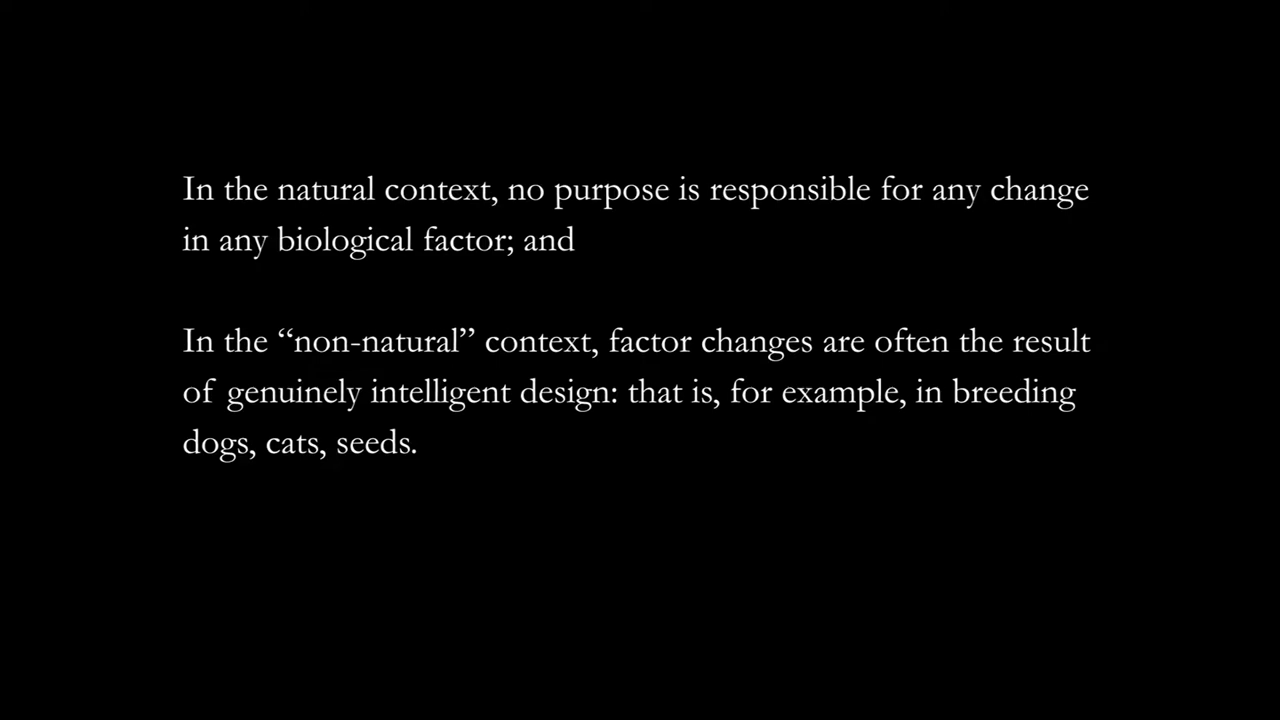 In the natural context, no purpose is responsible for any change
in any biological factor; and
In the “non-natural” context, factor changes are often the result
of genuinely intelligent design: that is, for example, in breeding
dogs, cats, seeds.